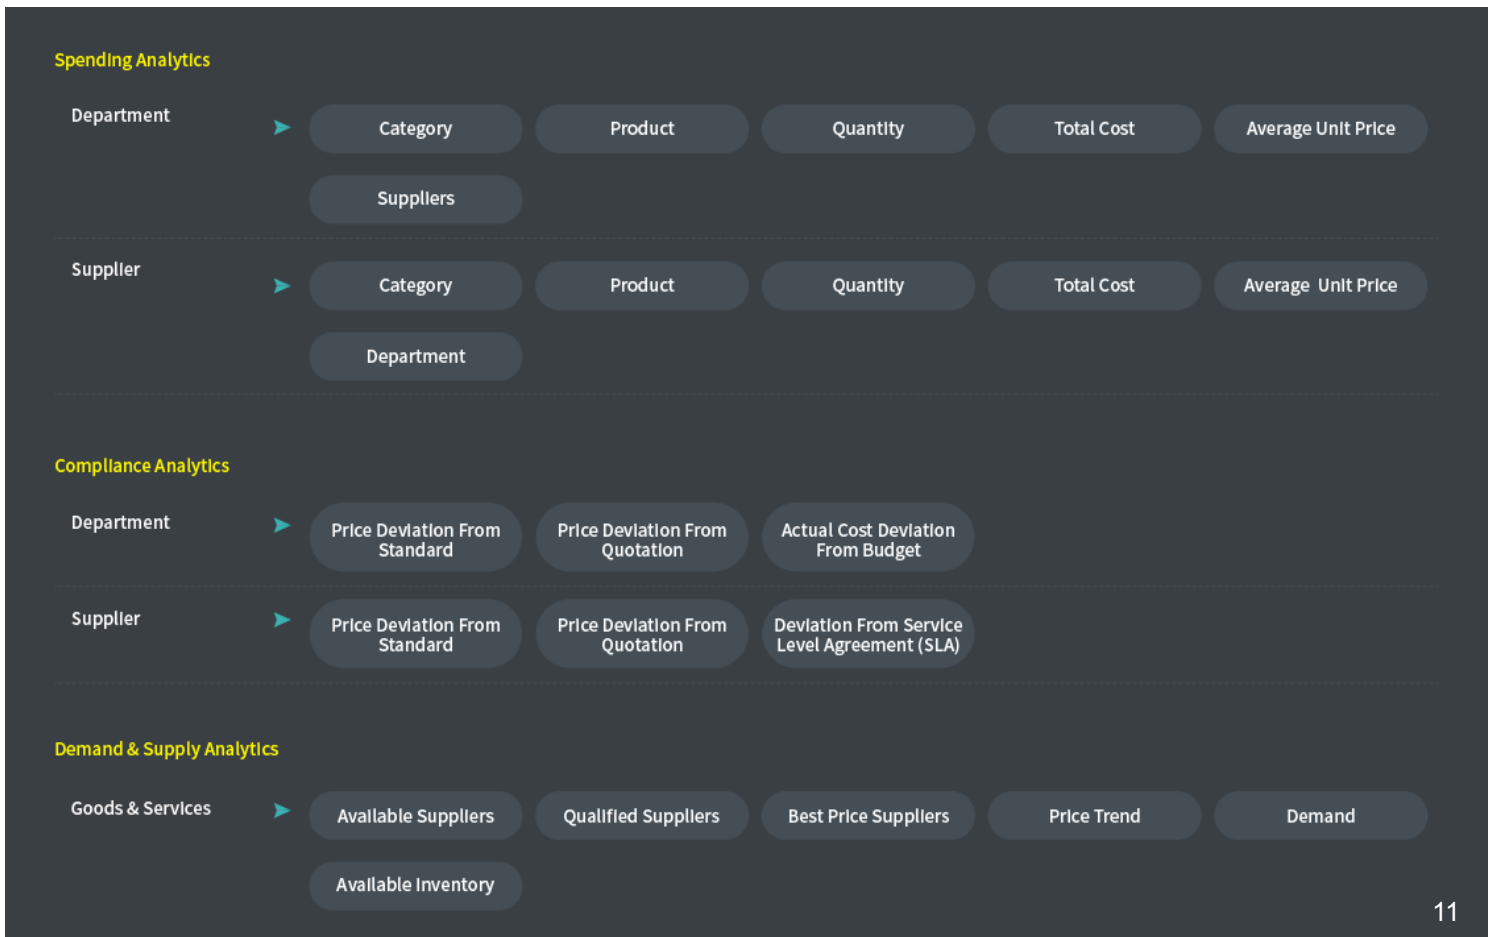 Spending Analytics
Department
Category
Product
Quantity
Total Cost
Average Unit Price
Suppliers
Supplier
Category
Product
Quantity
Total Cost
Average  Unit Price
Department
Compliance Analytics
Department
Price Deviation From
Standard
Price Deviation From
Quotation
Actual Cost Deviation
From Budget
Supplier
Price Deviation From
Standard
Price Deviation From
Quotation
Deviation From Service
Level Agreement (SLA)
Demand & Supply Analytics
Goods & Services
Available Suppliers
Qualified Suppliers
Best Price Suppliers
Price Trend
Demand
Available Inventory
11